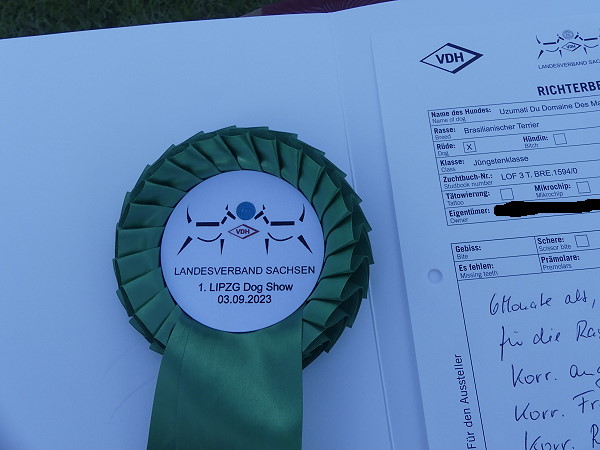 VDH
LANDESVERBAND SACHSEN
1. LIPZG Dog Show
03.09.2023
VDH
LANDESVERBAND
RICHTERBE
Name des Hundes: Uzumati Du Domaine Des
Name of dog
Rasse: Brasilianischer Terrier
Breed
Rüde: X Hündin:
Dog Bitch
Klasse: Jüngstenklasse
Class
Zuchtbuch-Nr.: LOF 3 T. BRE.1594/0
Studbook number
Tätowierung: Mikrochip:
Tattoo Microchip
Eigentümer:
Owner
Gebiss: Schere:
Bite Scissor bite
Es fehlen: Prämolare:
Missing teeth Premolars
6 Monate alt,
für die Ra
Korr.
Korr. Fr
Korr. R
Für den Aussteller